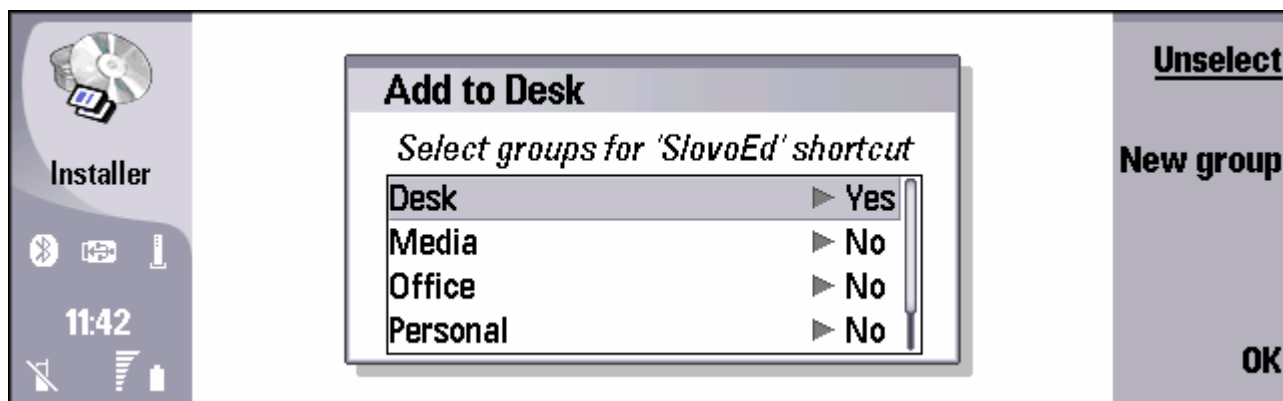 Installer
11:42
Add to Desk
Select groups for 'SlovoEd' shortcut
Desk Yes
Media No
Office No
Personal No
Unselect
New group
OK